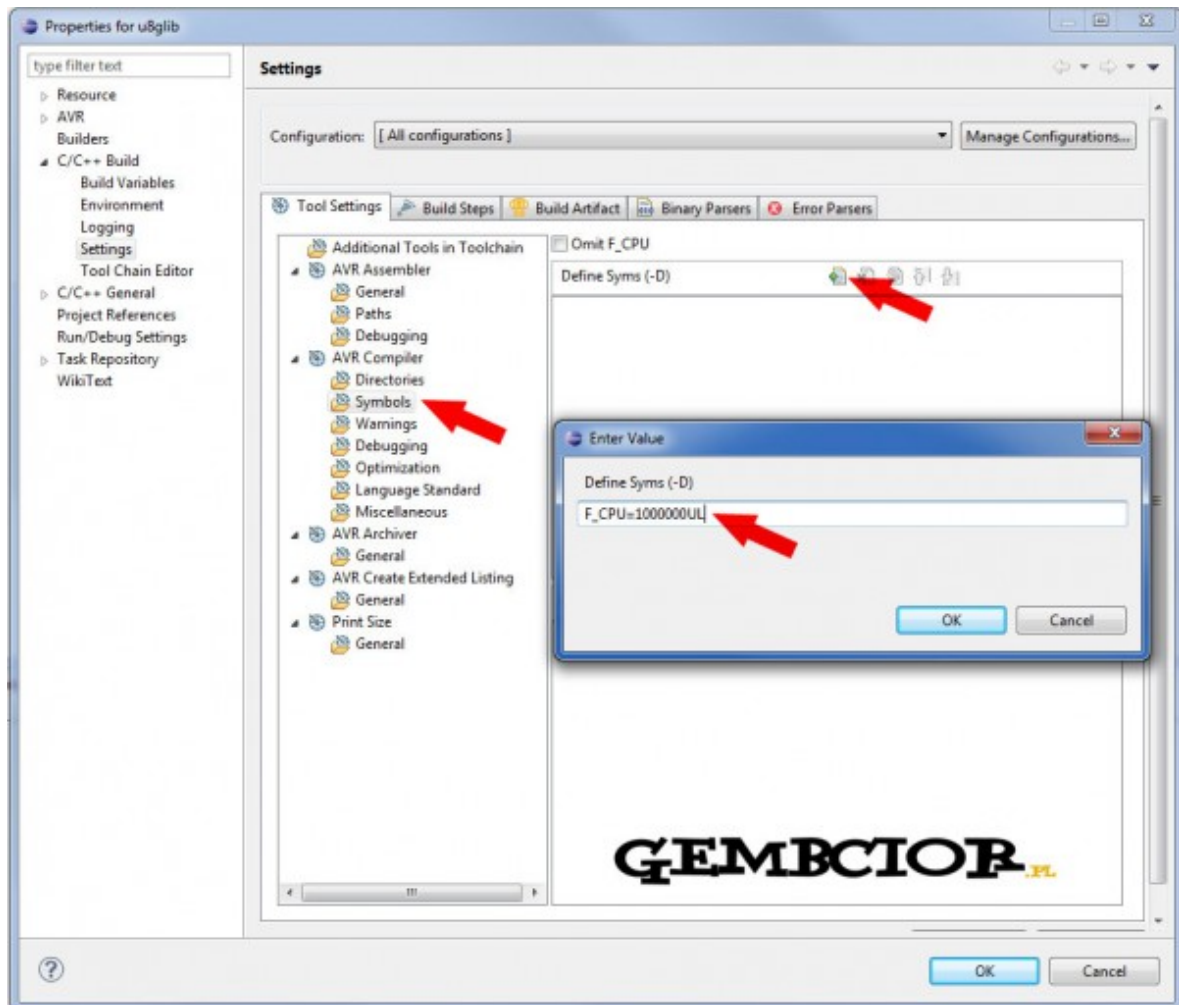 Properties for u8glib
type filter text
Resource
AVR
Builders
C/C++ Build
Build Variables
Environment
Logging
Settings
Tool Chain Editor
C/C++ General
Project References
Run/Debug Settings
Task Repository
WikiText
Settings
Configuration: [ All configurations ]
Manage Configurations...
Tool Settings Build Steps Build Artifact Binary Parsers Error Parsers
Additional Tools in Toolchain
AVR Assembler
General
Paths
Debugging
AVR Compiler
Directories
Symbols
Warnings
Debugging
Optimization
Language Standard
Miscellaneous
AVR Archiver
General
AVR Create Extended Listing
General
Print Size
General
Omit F_CPU
Define Syms (-D)
Enter Value
Define Syms (-D)
F_CPU=1000000UL
OK Cancel
GEMBCIOR.PL
OK Cancel